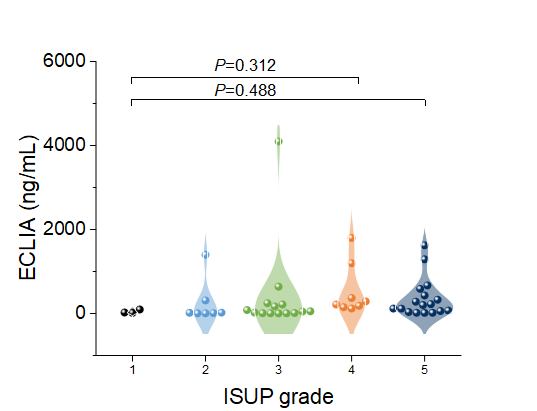 6000
P=0.312
P=0.488
4000
2000
0
ECLIA (ng/mL)
1 2 3 4 5
ISUP grade